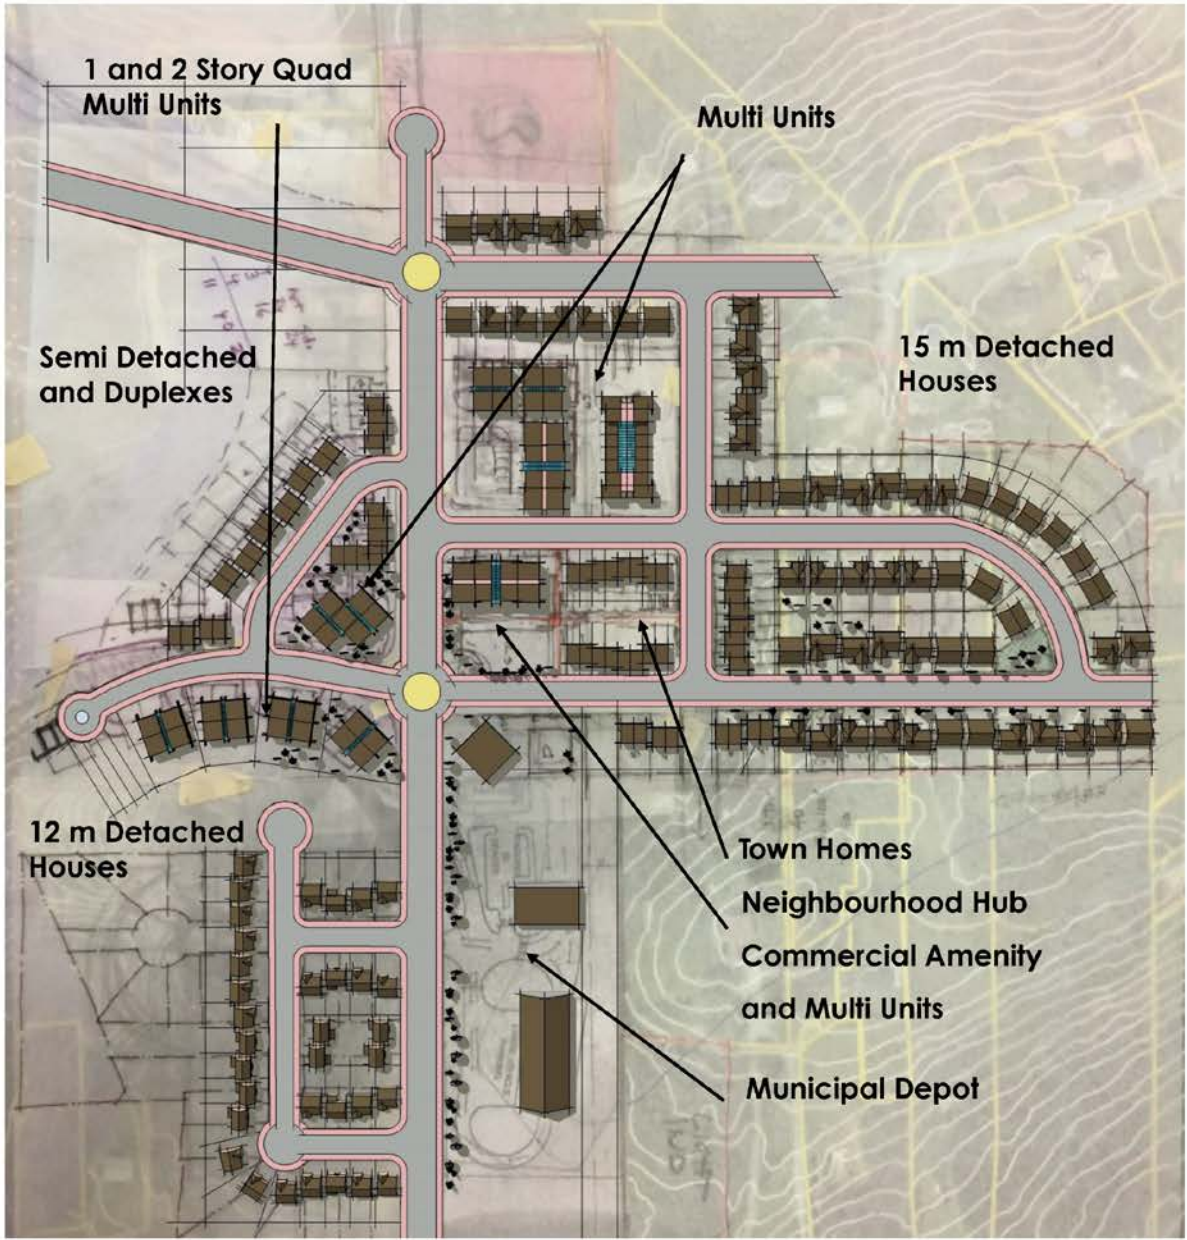 1 and 2 Story Quad
Multi Units
Multi Units
Semi Detached
and Duplexes
15 m Detached
Houses
12 m Detached
Houses
Town Homes
Neighbourhood Hub
Commercial Amenity
and Multi Units
Municipal Depot